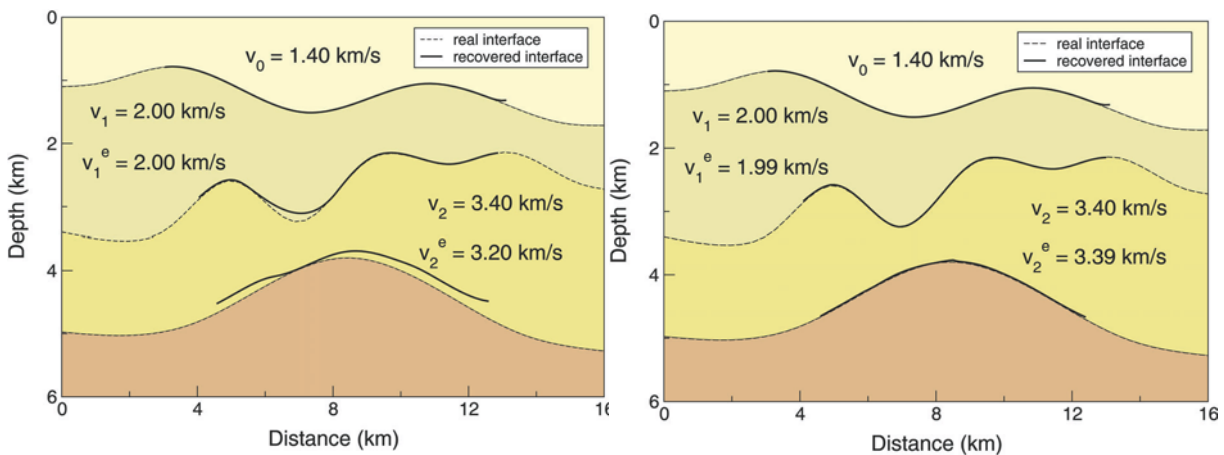 0
2
4
6
Depth (km)
real interface
recovered interface
v₀ = 1.40 km/s
v₁ = 2.00 km/s
v₁ᵉ = 2.00 km/s
v₂ = 3.40 km/s
v₂ᵉ = 3.20 km/s
0 4 8 12 16
Distance (km)
0
2
4
6
Depth (km)
real interface
recovered interface
v₀ = 1.40 km/s
v₁ = 2.00 km/s
v₁ᵉ = 1.99 km/s
v₂ = 3.40 km/s
v₂ᵉ = 3.39 km/s
0 4 8 12 16
Distance (km)